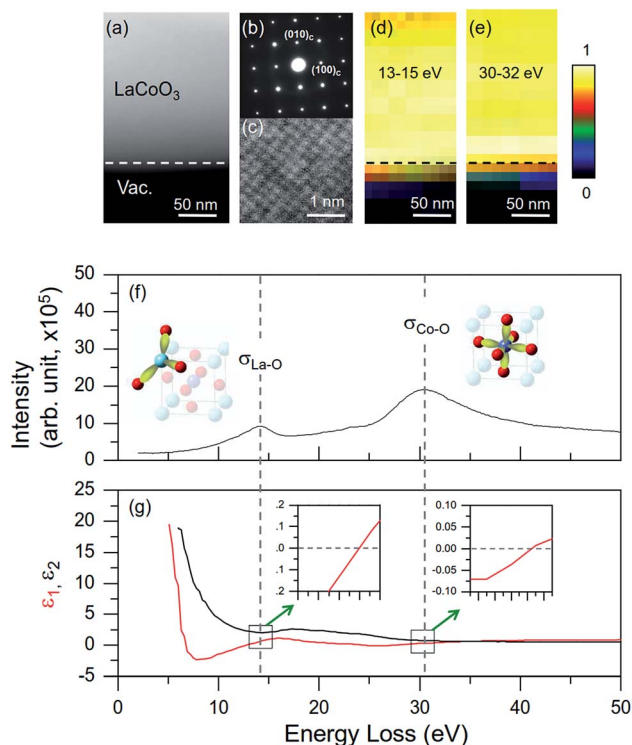 (a)
LaCoO3
Vac.
50 nm
(b)
(010)c
(100)c
(c)
1 nm
(d)
13-15 eV
50 nm
(e)
30-32 eV
50 nm
1
0
(f)
Intensity
(arb. unit, x10⁵)
50
40
30
20
10
0
σLa-O
σCo-O
(g)
ε1, ε2
25
20
15
10
5
0
-5
.2
.1
.0
.1
.2
0.10
0.05
0.00
-0.05
-0.10
0
10
20
30
40
50
Energy Loss (eV)